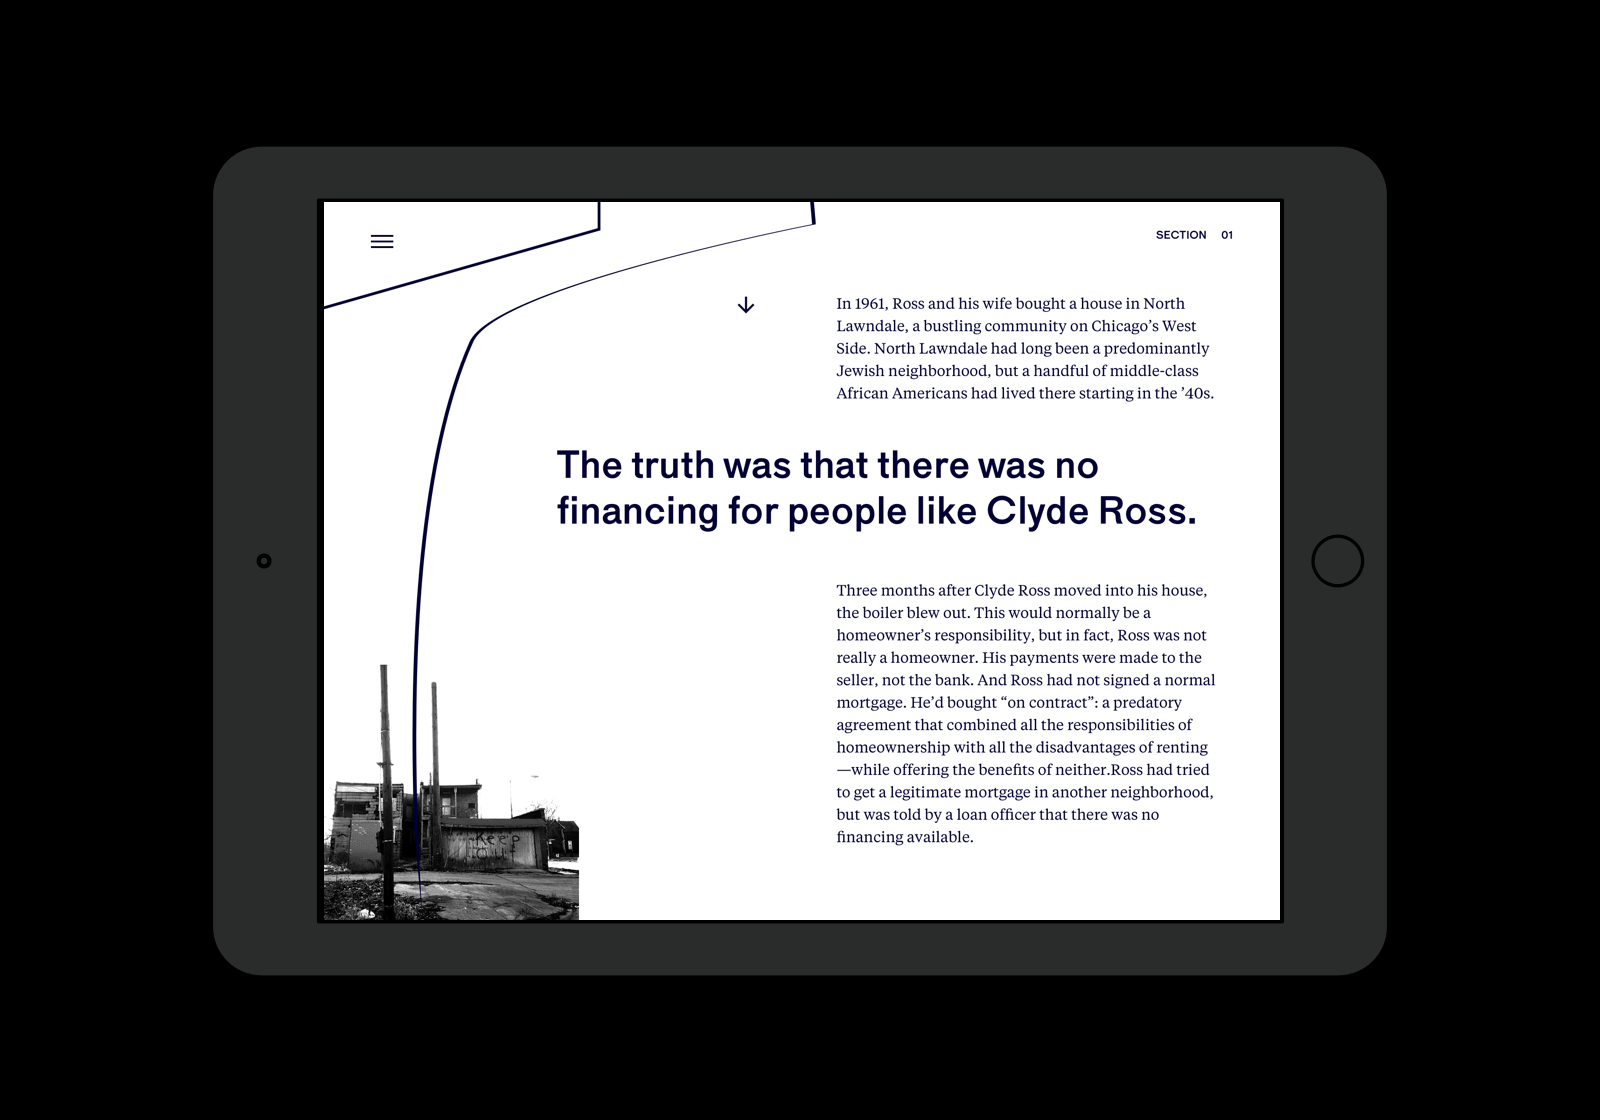 SECTION 01
In 1961, Ross and his wife bought a house in North
Lawndale, a bustling community on Chicago’s West
Side. North Lawndale had long been a predominantly
Jewish neighborhood, but a handful of middle-class
African Americans had lived there starting in the ’40s.
The truth was that there was no
financing for people like Clyde Ross.
Three months after Clyde Ross moved into his house,
the boiler blew out. This would normally be a
homeowner’s responsibility, but in fact, Ross was not
really a homeowner. His payments were made to the
seller, not the bank. And Ross had not signed a normal
mortgage. He’d bought “on contract”: a predatory
agreement that combined all the responsibilities of
homeownership with all the disadvantages of renting
—while offering the benefits of neither.Ross had tried
to get a legitimate mortgage in another neighborhood,
but was told by a loan officer that there was no
financing available.
Keep
Out